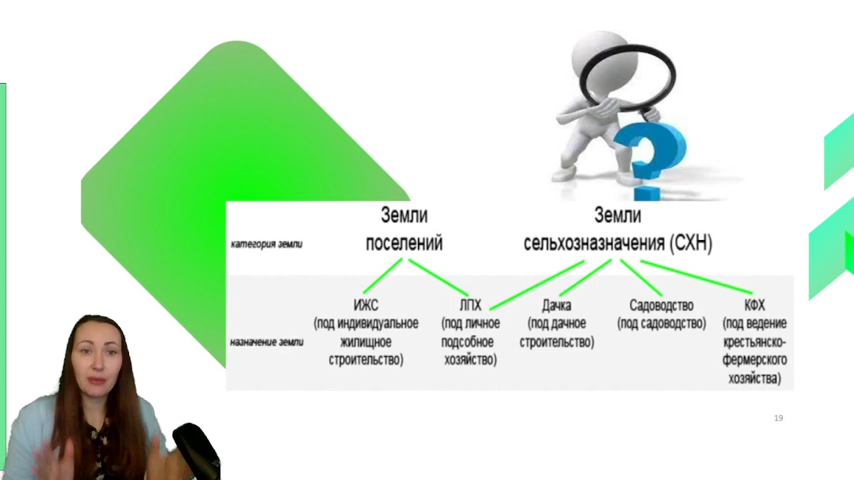 Земли
поселений
Земли
сельхозназначения (СХН)
категория земли
ИЖС
(под индивидуальное
жилищное
строительство)
ЛПХ
(под личное
подсобное
хозяйство)
Дачка
(под дачное
строительство)
Садоводство
(под садоводство)
КФХ
(под ведение
крестьянско-
фермерского
хозяйства)
назначение земли
19